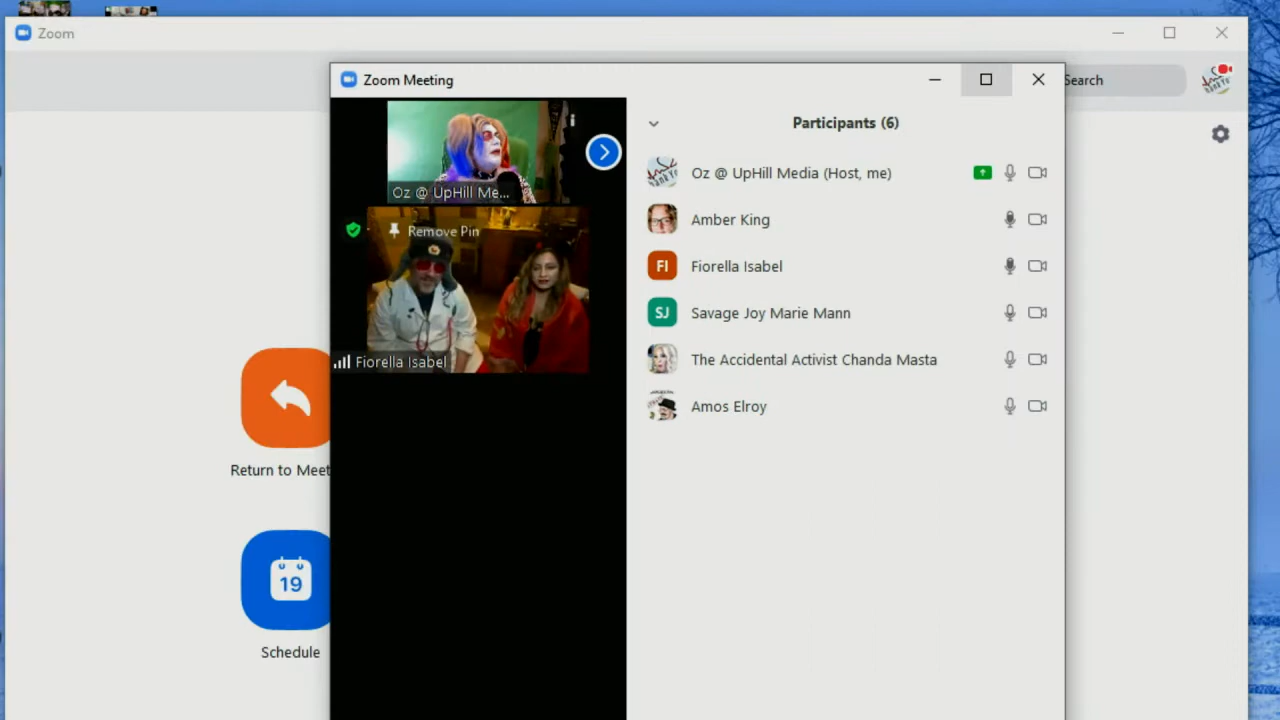 Zoom
Zoom Meeting
Search
Participants (6)
Oz @ UpHill Me...
Oz @ UpHill Media (Host, me)
Amber King
Remove Pin
FI
Fiorella Isabel
SJ
Savage Joy Marie Mann
Fiorella Isabel
The Accidental Activist Chanda Masta
Amos Elroy
Return to Meet
19
Schedule